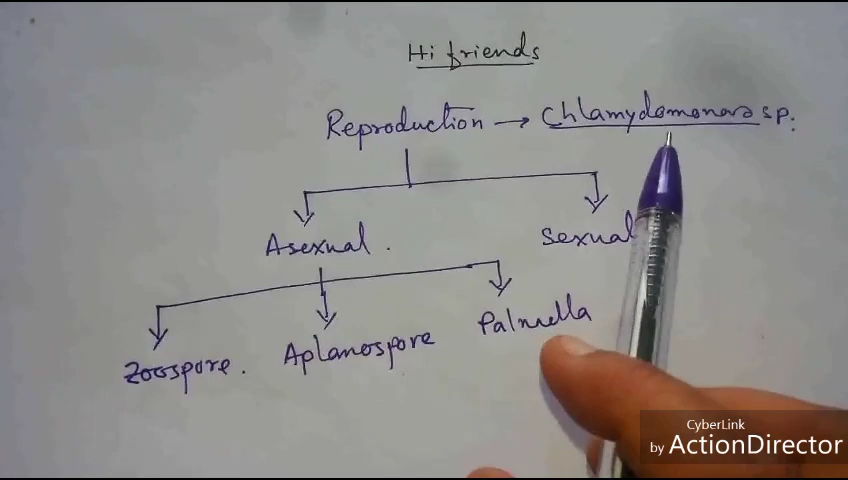 Hi friends
Reproduction → Chlamydomonas sp.
Asexual .
Sexual
Zoospore .
Aplanospore
Palmella
CyberLink
by ActionDirector